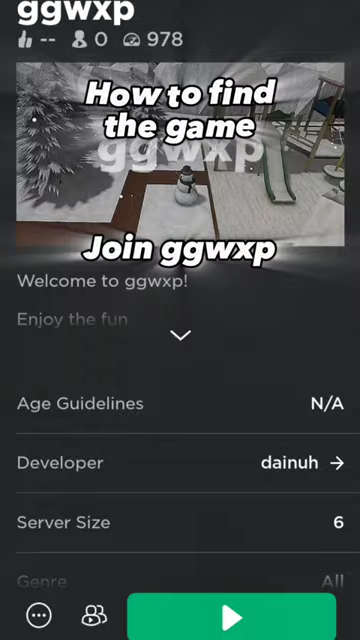 ggwxp
-- 0 978
How to find
the game
ggwxp
Join ggwxp
Welcome to ggwxp!
Enjoy the fun
Age Guidelines N/A
Developer dainuh →
Server Size 6
Genre All